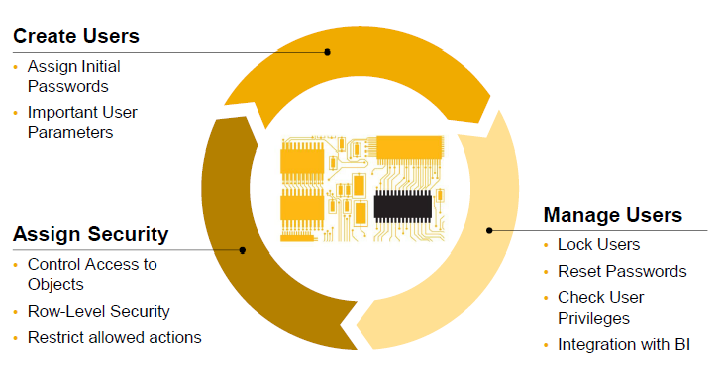 Create Users
• Assign Initial
Passwords
• Important User
Parameters
Assign Security
• Control Access to
Objects
• Row-Level Security
• Restrict allowed actions
Manage Users
• Lock Users
• Reset Passwords
• Check User
Privileges
• Integration with BI